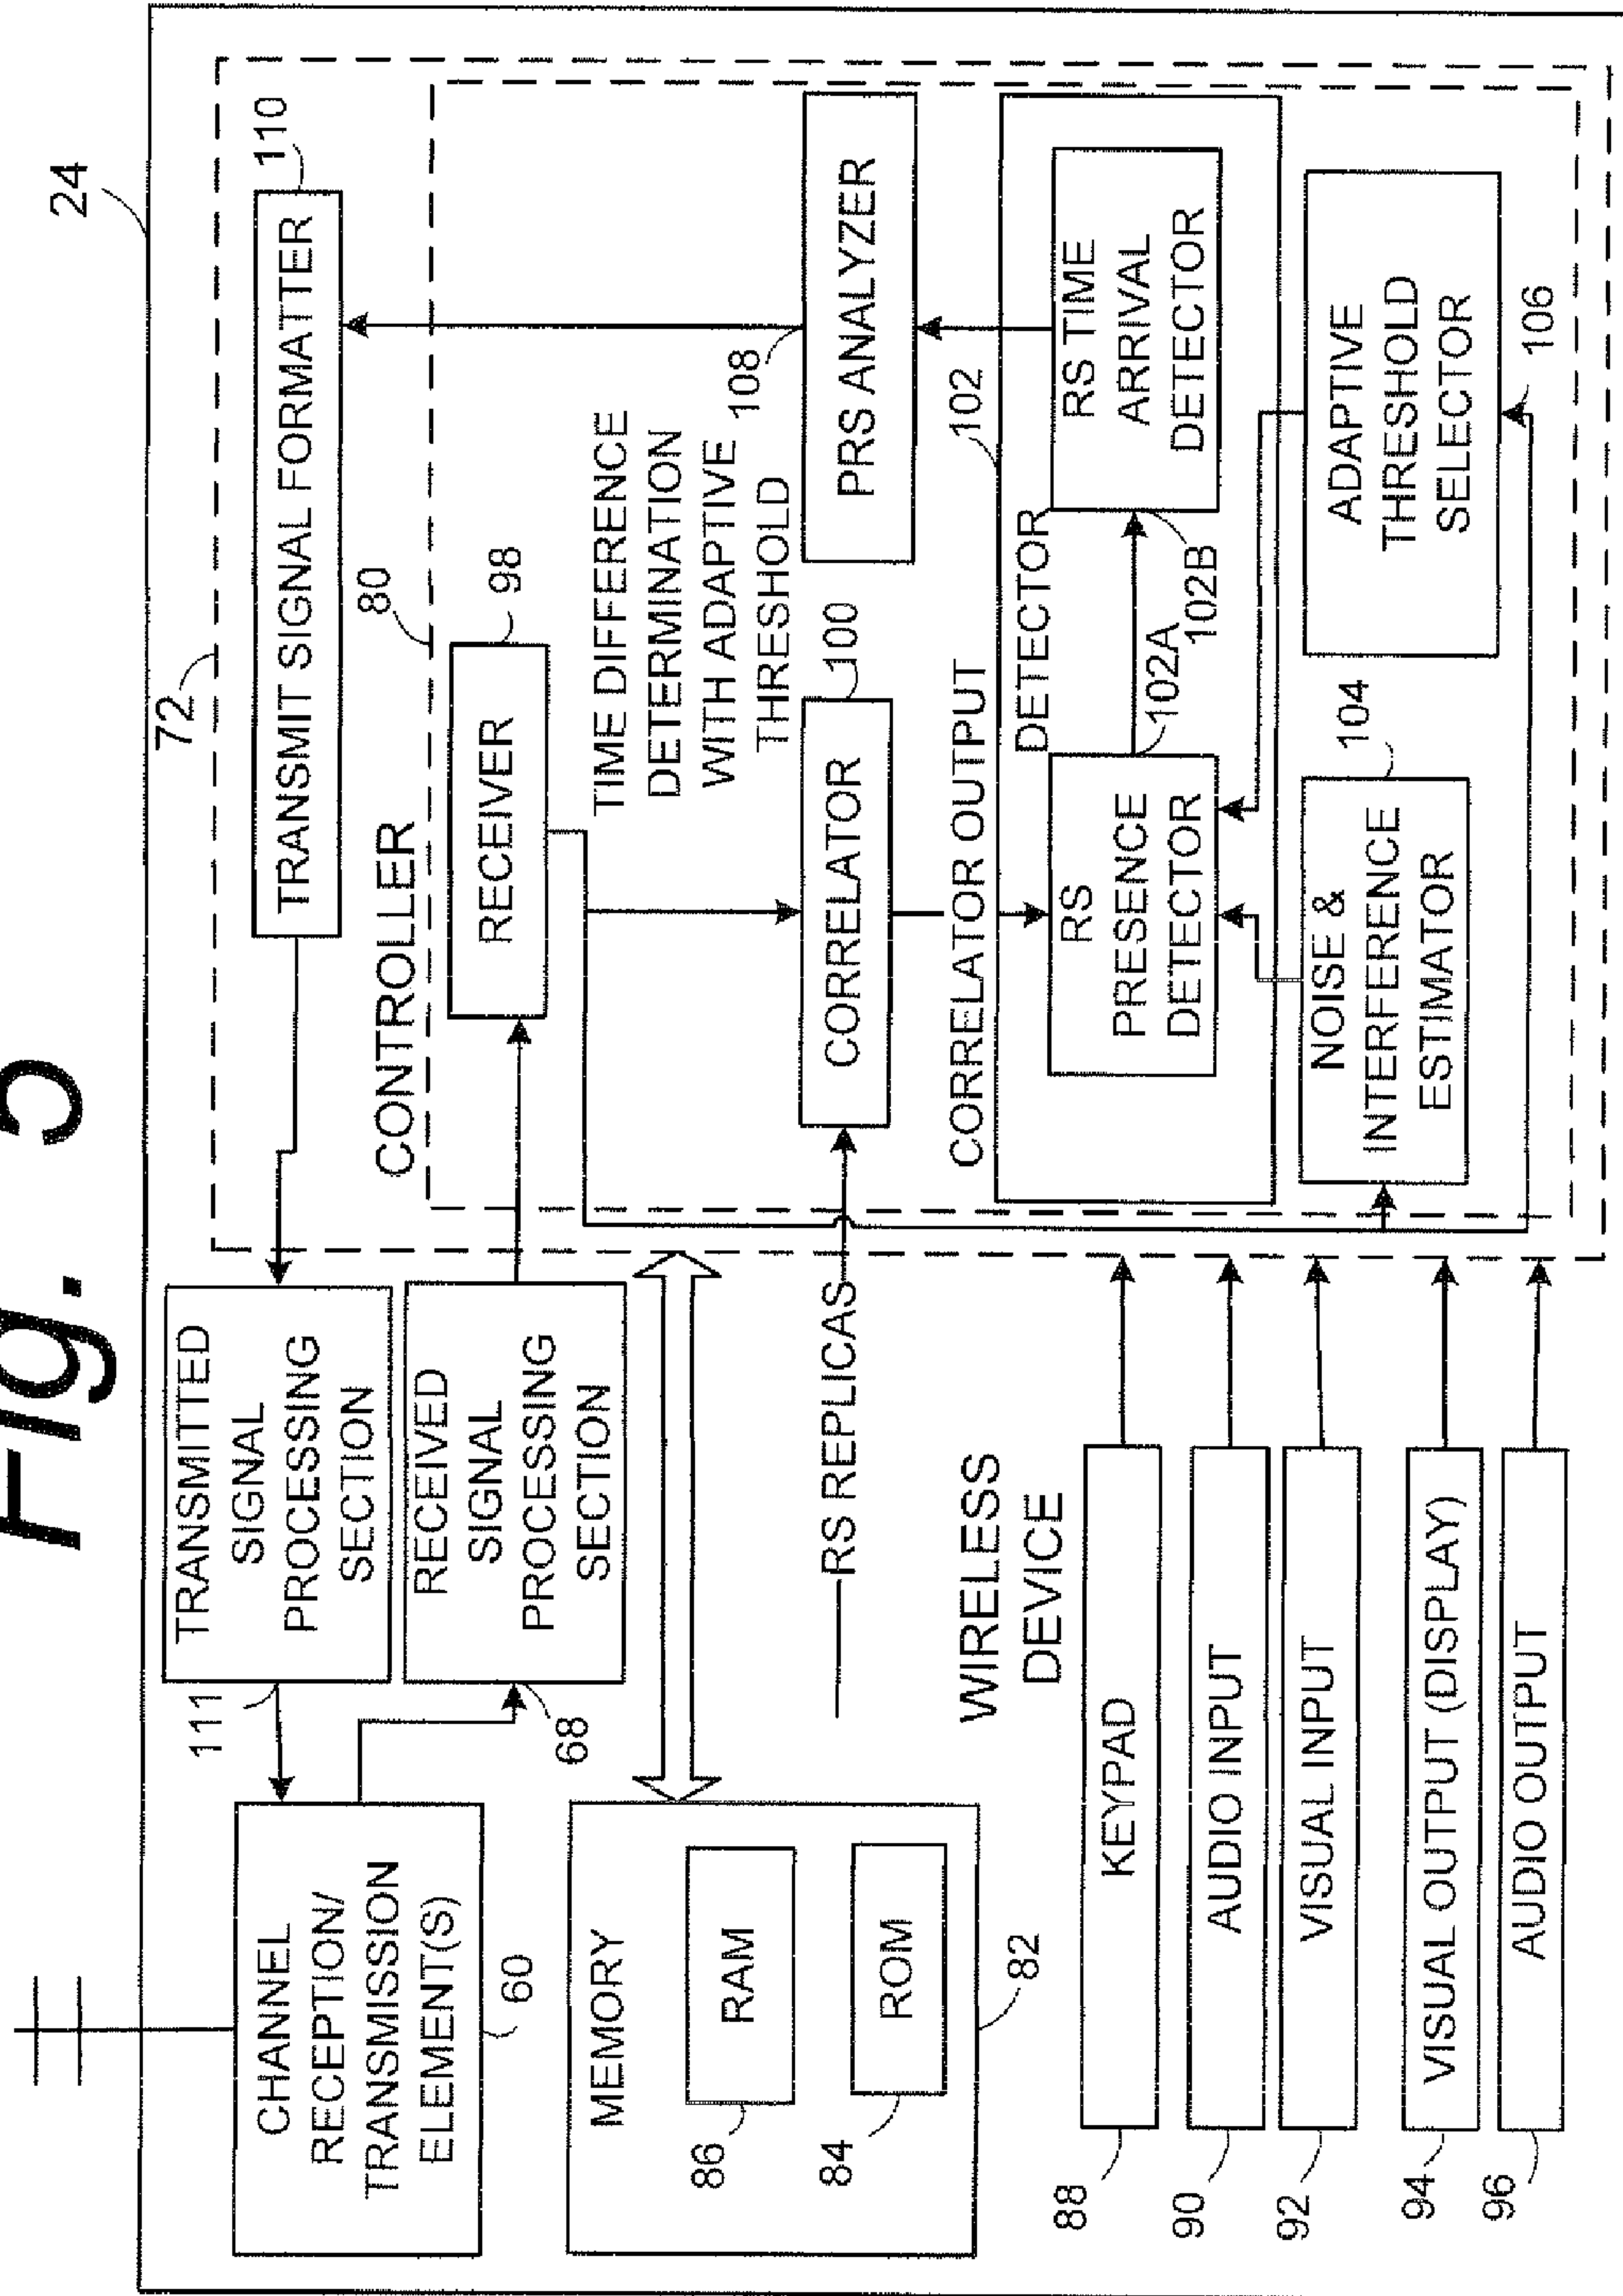 Fig. 5
24
CHANNEL
RECEPTION/
TRANSMISSION
ELEMENT(S)
60
111
TRANSMITTED
SIGNAL
PROCESSING
SECTION
RECEIVED
SIGNAL
PROCESSING
SECTION
68
72
TRANSMIT SIGNAL FORMATTER
110
CONTROLLER
80
RECEIVER
98
TIME DIFFERENCE
DETERMINATION
WITH ADAPTIVE
THRESHOLD
108
PRS ANALYZER
CORRELATOR
100
RS REPLICAS
CORRELATOR OUTPUT
102
DETECTOR
RS
PRESENCE
DETECTOR
102A
102B
RS TIME
ARRIVAL
DETECTOR
NOISE &
INTERFERENCE
ESTIMATOR
104
ADAPTIVE
THRESHOLD
SELECTOR
106
MEMORY
RAM
86
ROM
84
82
WIRELESS
DEVICE
KEYPAD
88
AUDIO INPUT
90
VISUAL INPUT
92
VISUAL OUTPUT (DISPLAY)
94
AUDIO OUTPUT
96